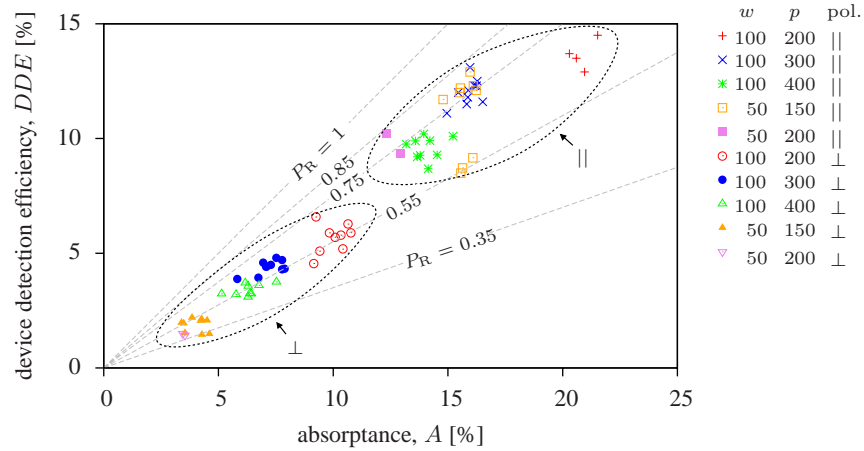 w p pol.
100 200 ||
100 300 ||
100 400 ||
50 150 ||
50 200 ||
100 200 ⊥
100 300 ⊥
100 400 ⊥
50 150 ⊥
50 200 ⊥
device detection efficiency, DDE [%]
15
10
5
0
P_R = 1
0.85
0.75
0.55
P_R = 0.35
||
⊥
0 5 10 15 20 25
absorptance, A [%]